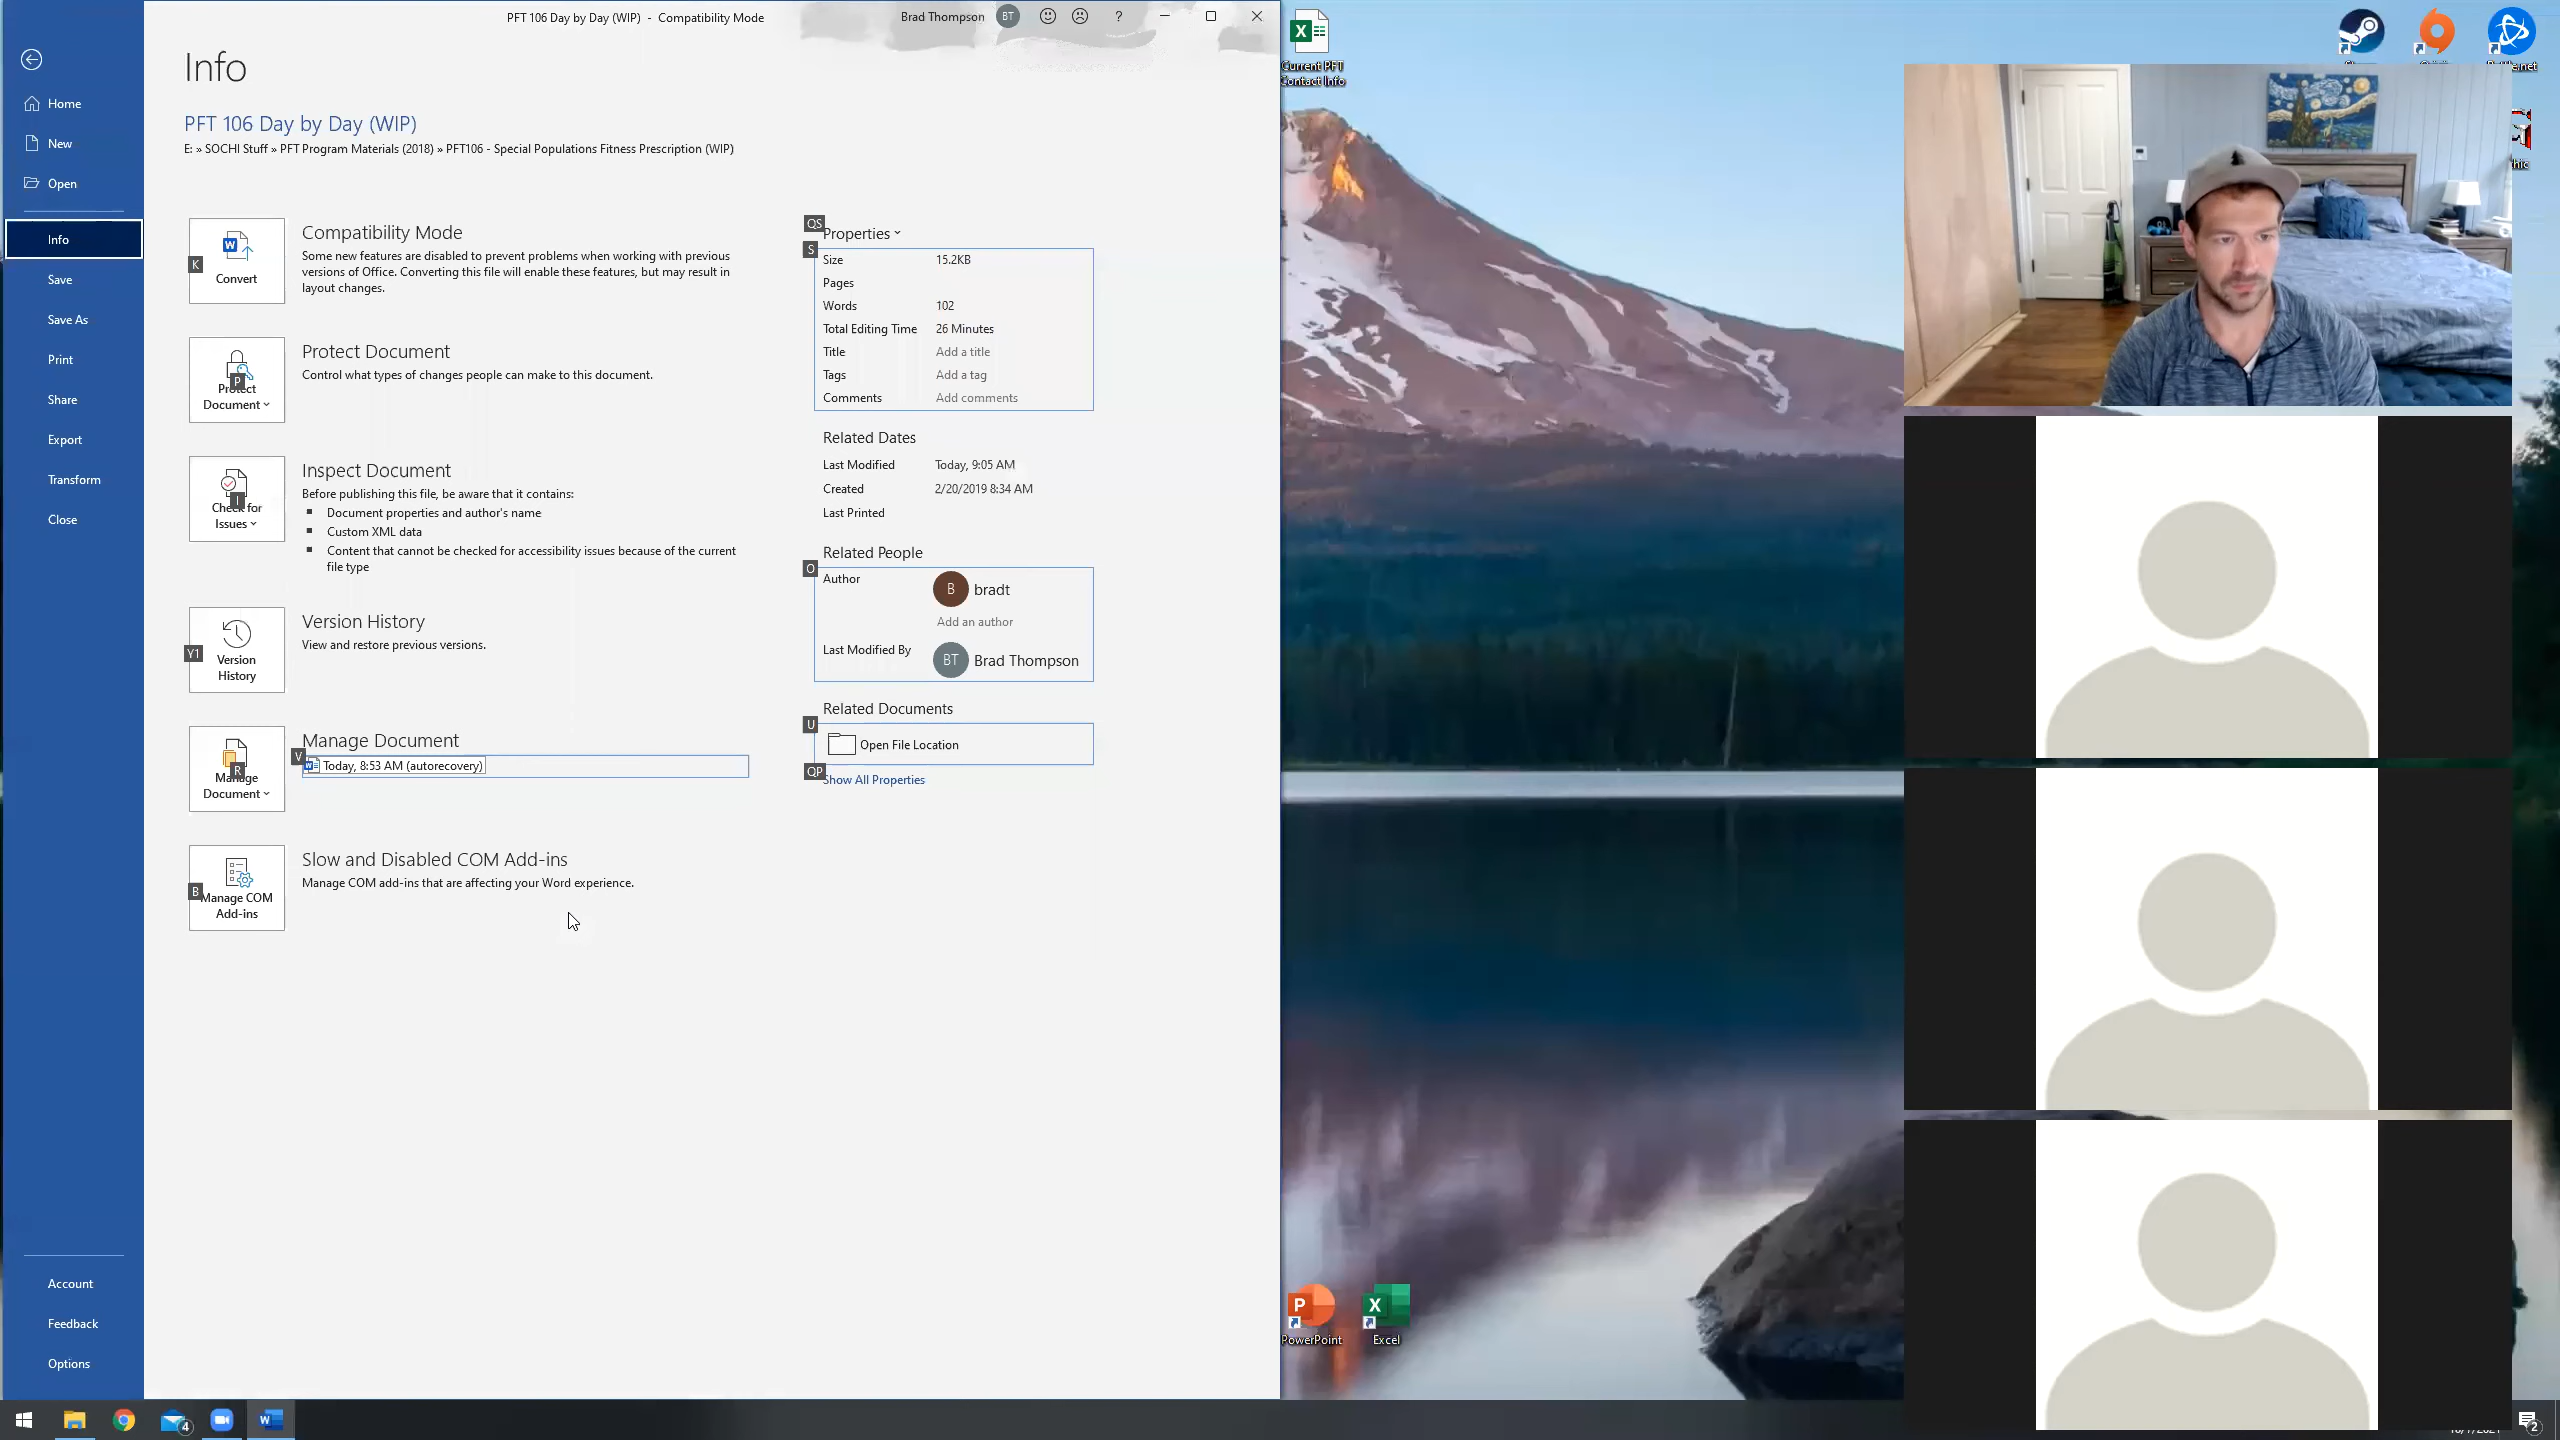 PFT 106 Day by Day (WIP) - Compatibility Mode
Brad Thompson
BT
?
Info
Home
New
Open
Info
Save
Save As
Print
Share
Export
Transform
Close
Account
Feedback
Options
PFT 106 Day by Day (WIP)
E: » SOCHI Stuff » PFT Program Materials (2018) » PFT106 - Special Populations Fitness Prescription (WIP)
K
Convert
Compatibility Mode
Some new features are disabled to prevent problems when working with previous
versions of Office. Converting this file will enable these features, but may result in
layout changes.
P
Protect
Document
Protect Document
Control what types of changes people can make to this document.
I
Check for
Issues
Inspect Document
Before publishing this file, be aware that it contains:
Document properties and author's name
Custom XML data
Content that cannot be checked for accessibility issues because of the current
file type
Y1
Version
History
Version History
View and restore previous versions.
R
Manage
Document
Manage Document
V
Today, 8:53 AM (autorecovery)
B
Manage COM
Add-ins
Slow and Disabled COM Add-ins
Manage COM add-ins that are affecting your Word experience.
QS
Properties
S
Size 15.2KB
Pages
Words 102
Total Editing Time 26 Minutes
Title Add a title
Tags Add a tag
Comments Add comments
Related Dates
Last Modified Today, 9:05 AM
Created 2/20/2019 8:34 AM
Last Printed
Related People
O
Author B bradt
Add an author
Last Modified By BT Brad Thompson
Related Documents
U
Open File Location
QP
Show All Properties
Current PFT
Contact Info
PowerPoint
Excel
4
2